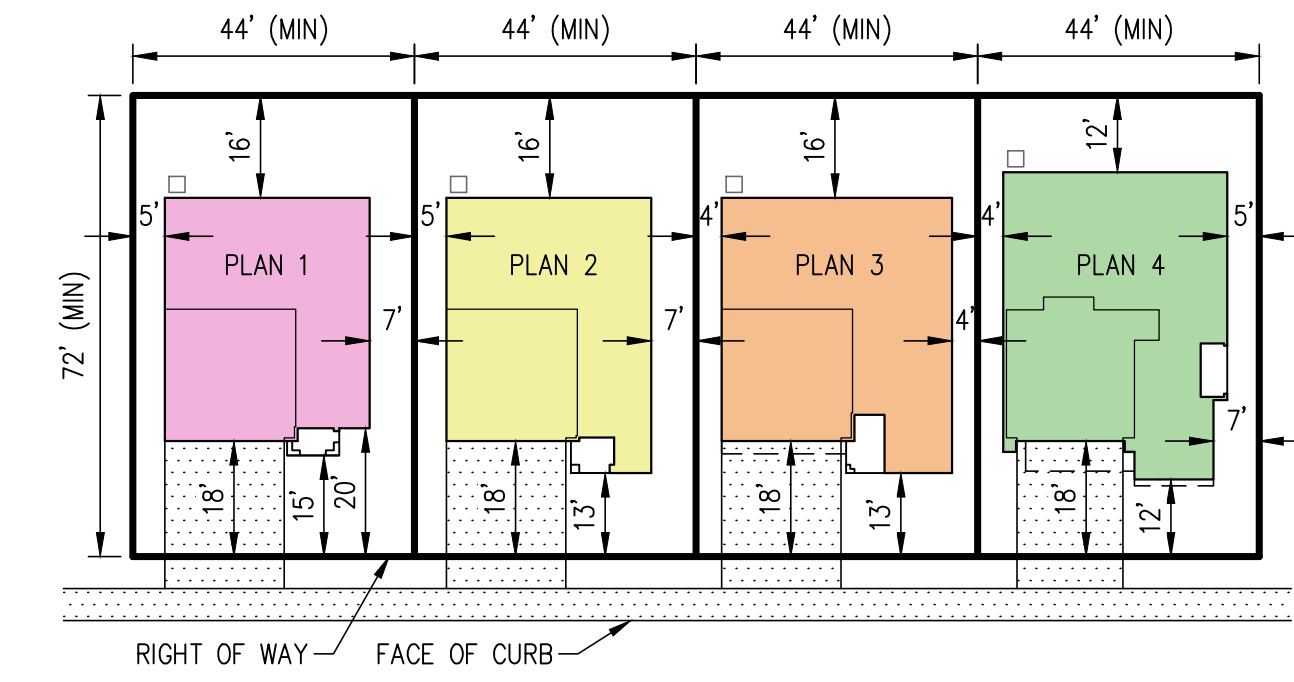 44' (MIN) 44' (MIN) 44' (MIN) 44' (MIN)
16' 16' 16' 12'
5' 5' 4' 4' 5'
PLAN 1 PLAN 2 PLAN 3 PLAN 4
72' (MIN)
7' 7' 4' 7'
18' 15' 20' 18' 13' 18' 13' 18' 12'
RIGHT OF WAY FACE OF CURB